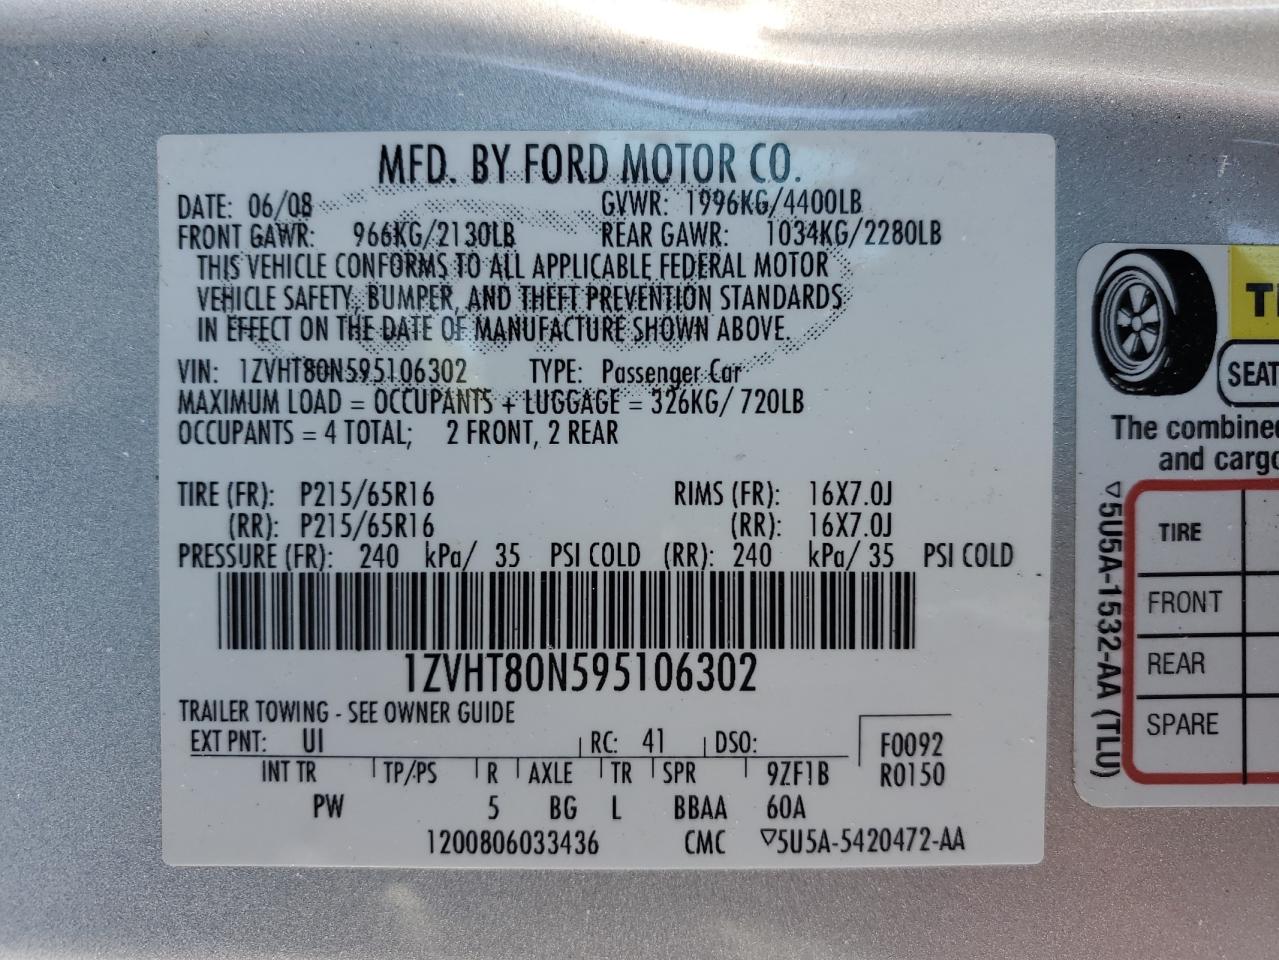 MFD. BY FORD MOTOR CO.
DATE: 06/08 GVWR: 1996KG/4400LB
FRONT GAWR: 966KG/2130LB REAR GAWR: 1034KG/2280LB
THIS VEHICLE CONFORMS TO ALL APPLICABLE FEDERAL MOTOR
VEHICLE SAFETY, BUMPER, AND THEFT PREVENTION STANDARDS
IN EFFECT ON THE DATE OF MANUFACTURE SHOWN ABOVE.
VIN: 1ZVHT80N595106302 TYPE: Passenger Car
MAXIMUM LOAD = OCCUPANTS + LUGGAGE = 326KG/ 720LB
OCCUPANTS = 4 TOTAL; 2 FRONT, 2 REAR
TIRE (FR): P215/65R16 RIMS (FR): 16X7.0J
(RR): P215/65R16 (RR): 16X7.0J
PRESSURE (FR): 240 kPa/ 35 PSI COLD (RR): 240 kPa/ 35 PSI COLD
1ZVHT80N595106302
TRAILER TOWING - SEE OWNER GUIDE
EXT PNT: UI RC: 41 DSO: F0092
INT TR TP/PS R AXLE TR SPR 9ZF1B R0150
PW 5 BG L BBAA 60A
1200806033436 CMC ▽5U5A-5420472-AA
SEAT
The combine
and cargo
TIRE
FRONT
REAR
SPARE
▽5U5A-1532-AA (TLU)